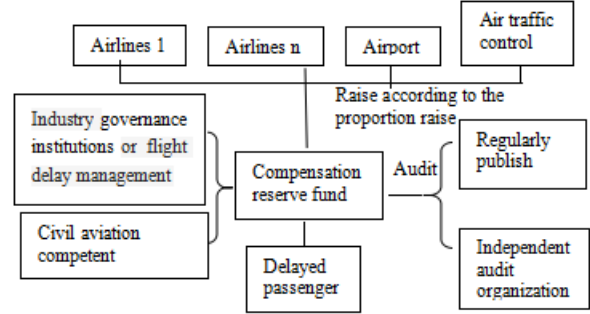 Airlines 1
Airlines n
Airport
Air traffic
control
Raise according to the
proportion raise
Industry governance
institutions or flight
delay management
Civil aviation
competent
Compensation
reserve fund
Audit
Regularly
publish
Delayed
passenger
Independent
audit
organization